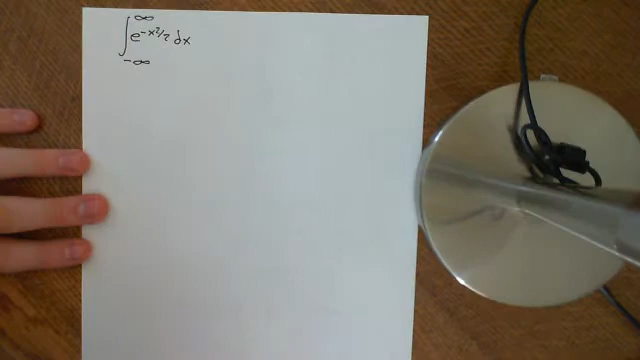 ∫_{-∞}^{∞} e^{-x²/2} dx